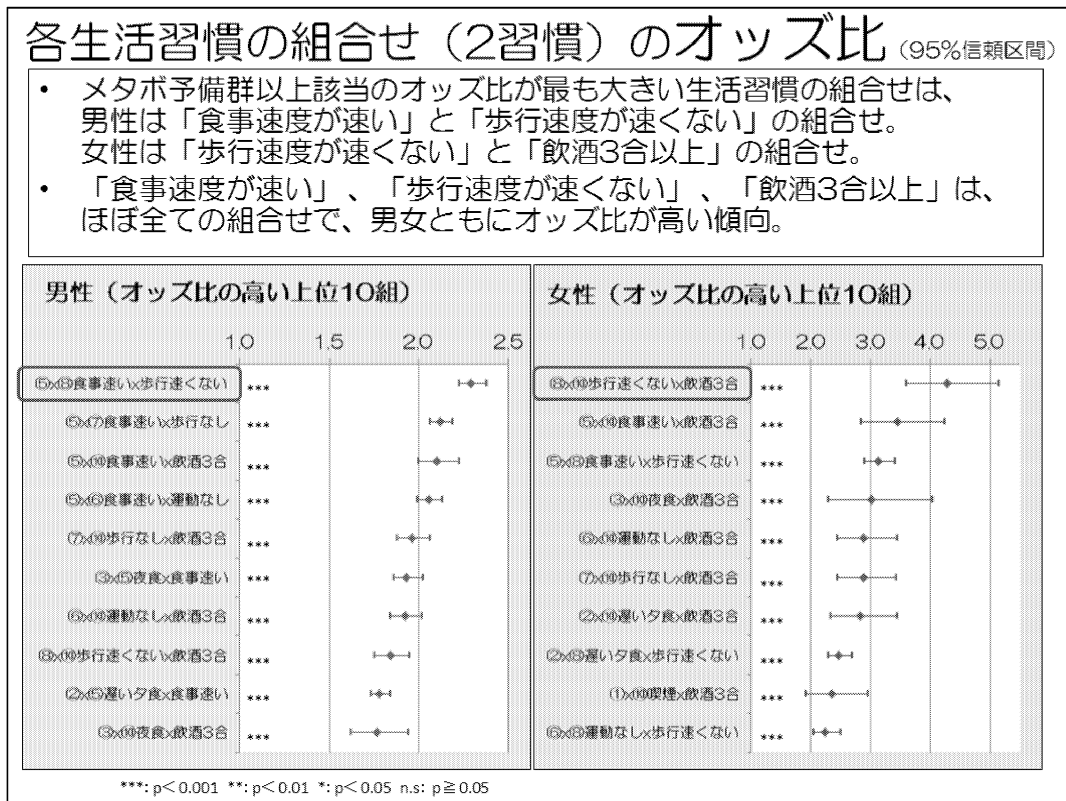 各生活習慣の組合せ（2習慣）のオッズ比（95％信頼区間）
• メタボ予備群以上該当のオッズ比が最も大きい生活習慣の組合せは、
男性は「食事速度が速い」と「歩行速度が速くない」の組合せ。
女性は「歩行速度が速くない」と「飲酒3合以上」の組合せ。
• 「食事速度が速い」、「歩行速度が速くない」、「飲酒3合以上」は、
ほぼ全ての組合せで、男女ともにオッズ比が高い傾向。
男性（オッズ比の高い上位10組）
1.0 1.5 2.0 2.5
⑤x⑧食事速いx歩行速くない ***
⑤x⑦食事速いx歩行なし ***
⑤x⑩食事速いx飲酒3合 ***
⑤x⑥食事速いx運動なし ***
⑦x⑩歩行なしx飲酒3合 ***
③x⑤夜食x食事速い ***
⑥x⑩運動なしx飲酒3合 ***
⑧x⑩歩行速くないx飲酒3合 ***
②x⑤遅い夕食x食事速い ***
③x⑩夜食x飲酒3合 ***
女性（オッズ比の高い上位10組）
1.0 2.0 3.0 4.0 5.0
⑧x⑩歩行速くないx飲酒3合 ***
⑤x⑩食事速いx飲酒3合 ***
⑤x⑧食事速いx歩行速くない ***
③x⑩夜食x飲酒3合 ***
⑥x⑩運動なしx飲酒3合 ***
⑦x⑩歩行なしx飲酒3合 ***
②x⑩遅い夕食x飲酒3合 ***
②x⑧遅い夕食x歩行速くない ***
①x⑩喫煙x飲酒3合 ***
⑥x⑧運動なしx歩行速くない ***
***: p＜0.001 **: p＜0.01 *: p＜0.05 n.s: p≧0.05